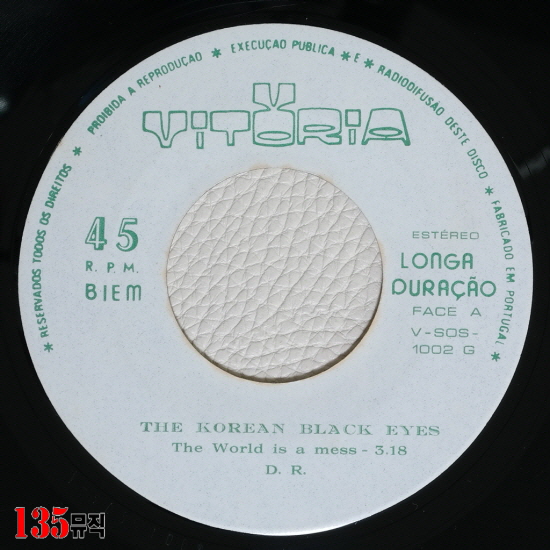 * RESERVADOS TODOS OS DIREITOS * PROIBIDA A REPRODUÇAO * EXECUÇAO PUBLICA * E * RADIODIFUSÃO DESTE DISCO * FABRICADO EM PORTUGAL *
V
VITÓRIA
45
R. P. M.
BIEM
ESTÉREO
LONGA
DURAÇÃO
FACE A
V-SOS-
1002 G
THE KOREAN BLACK EYES
The World is a mess - 3.18
D. R.
135뮤직